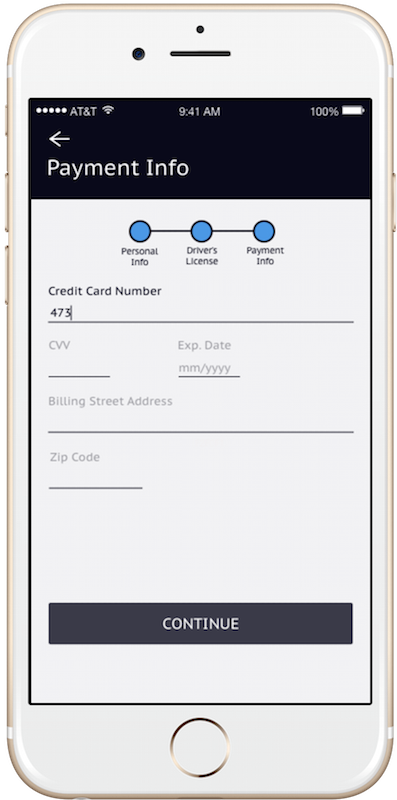 AT&T 9:41 AM 100%
Payment Info
Personal Info
Driver's License
Payment Info
Credit Card Number
473
CVV Exp. Date
mm/yyyy
Billing Street Address
Zip Code
CONTINUE